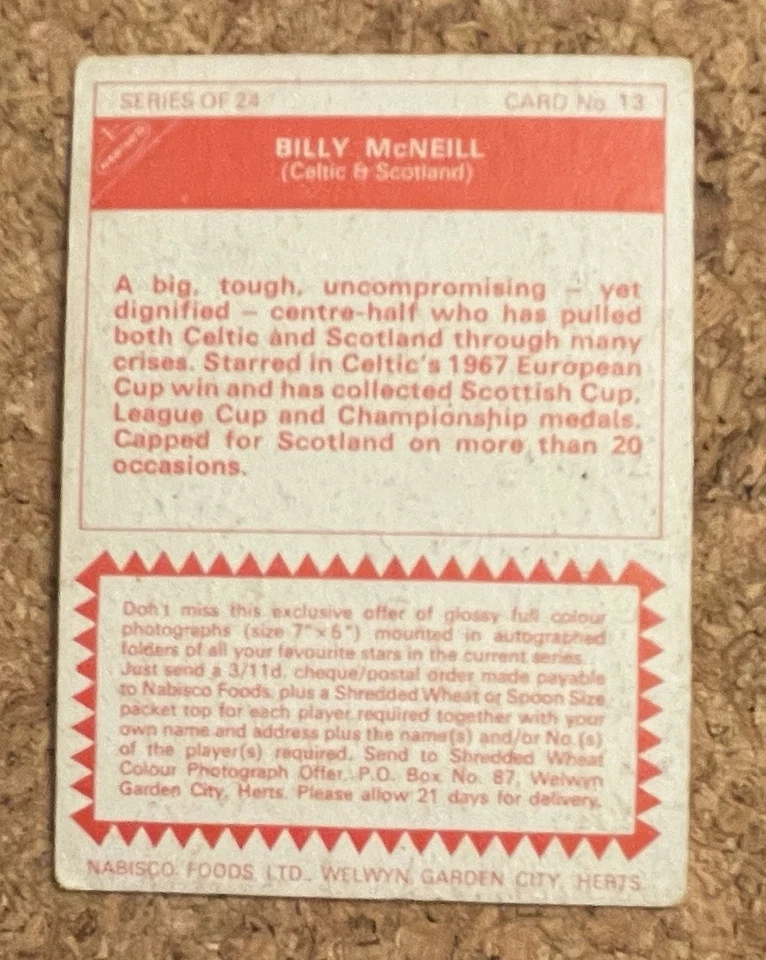 SERIES OF 24
CARD No. 13
NABISCO
BILLY McNEILL
(Celtic & Scotland)
A big, tough, uncompromising – yet
dignified – centre-half who has pulled
both Celtic and Scotland through many
crises. Starred in Celtic's 1967 European
Cup win and has collected Scottish Cup,
League Cup and Championship medals.
Capped for Scotland on more than 20
occasions.
Don't miss this exclusive offer of glossy full colour
photographs (size 7" x 5") mounted in autographed
folders of all your favourite stars in the current series.
Just send a 3/11d. cheque/postal order made payable
to Nabisco Foods, plus a Shredded Wheat or Spoon Size
packet top for each player required together with your
own name and address plus the name(s) and/or No.(s)
of the player(s) required. Send to Shredded Wheat
Colour Photograph Offer, P.O. Box No. 87, Welwyn
Garden City, Herts. Please allow 21 days for delivery.
NABISCO FOODS LTD., WELWYN GARDEN CITY, HERTS.